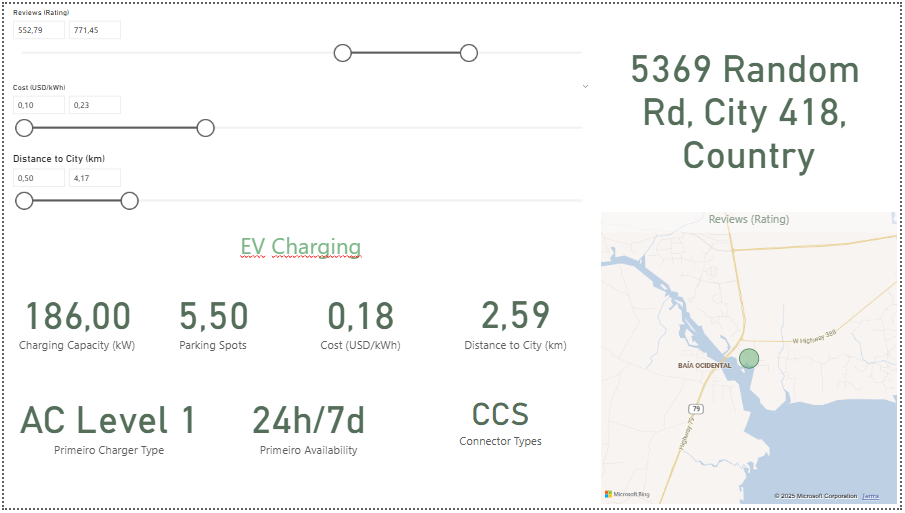 Reviews (Rating)
552,79 771,45
Cost (USD/kWh)
0,10 0,23
Distance to City (km)
0,50 4,17
5369 Random
Rd, City 418,
Country
EV Charging
186,00 5,50 0,18 2,59
Charging Capacity (kW) Parking Spots Cost (USD/kWh) Distance to City (km)
AC Level 1 24h/7d CCS
Primeiro Charger Type Primeiro Availability Connector Types
Reviews (Rating)
W Highway 388
BAÍA OCIDENTAL
79
Highway 79
Microsoft Bing
© 2025 Microsoft Corporation Terms